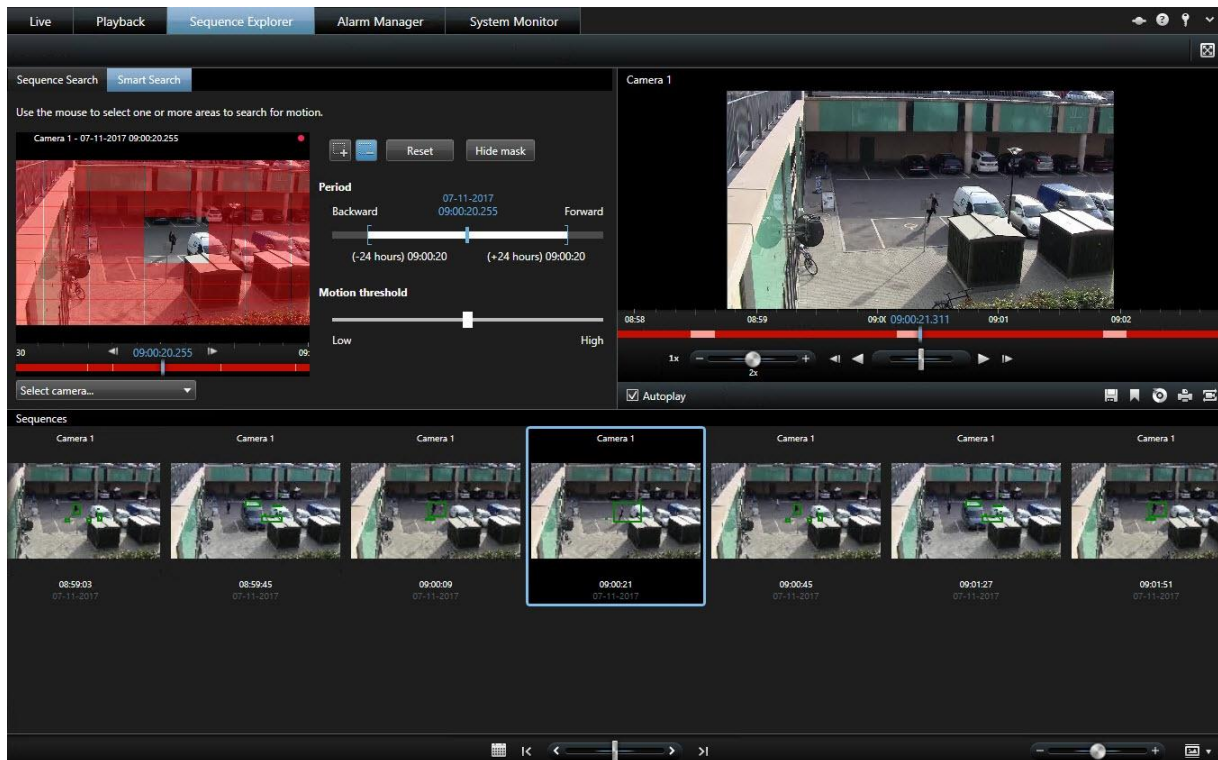 Live Playback Sequence Explorer Alarm Manager System Monitor
Sequence Search Smart Search
Use the mouse to select one or more areas to search for motion.
Camera 1 - 07-11-2017 09:00:20.255
Reset Hide mask
Period
07-11-2017
Backward 09:00:20.255 Forward
(-24 hours) 09:00:20 (+24 hours) 09:00:20
Motion threshold
Low High
30 09:00:20.255 09:
Select camera...
Camera 1
08:58 08:59 09:0( 09:00:21.311 09:01 09:02
1x
2x
Autoplay
Sequences
Camera 1 Camera 1 Camera 1 Camera 1 Camera 1 Camera 1 Camera 1
08:59:03 08:59:45 09:00:09 09:00:21 09:00:45 09:01:27 09:01:51
07-11-2017 07-11-2017 07-11-2017 07-11-2017 07-11-2017 07-11-2017 07-11-2017